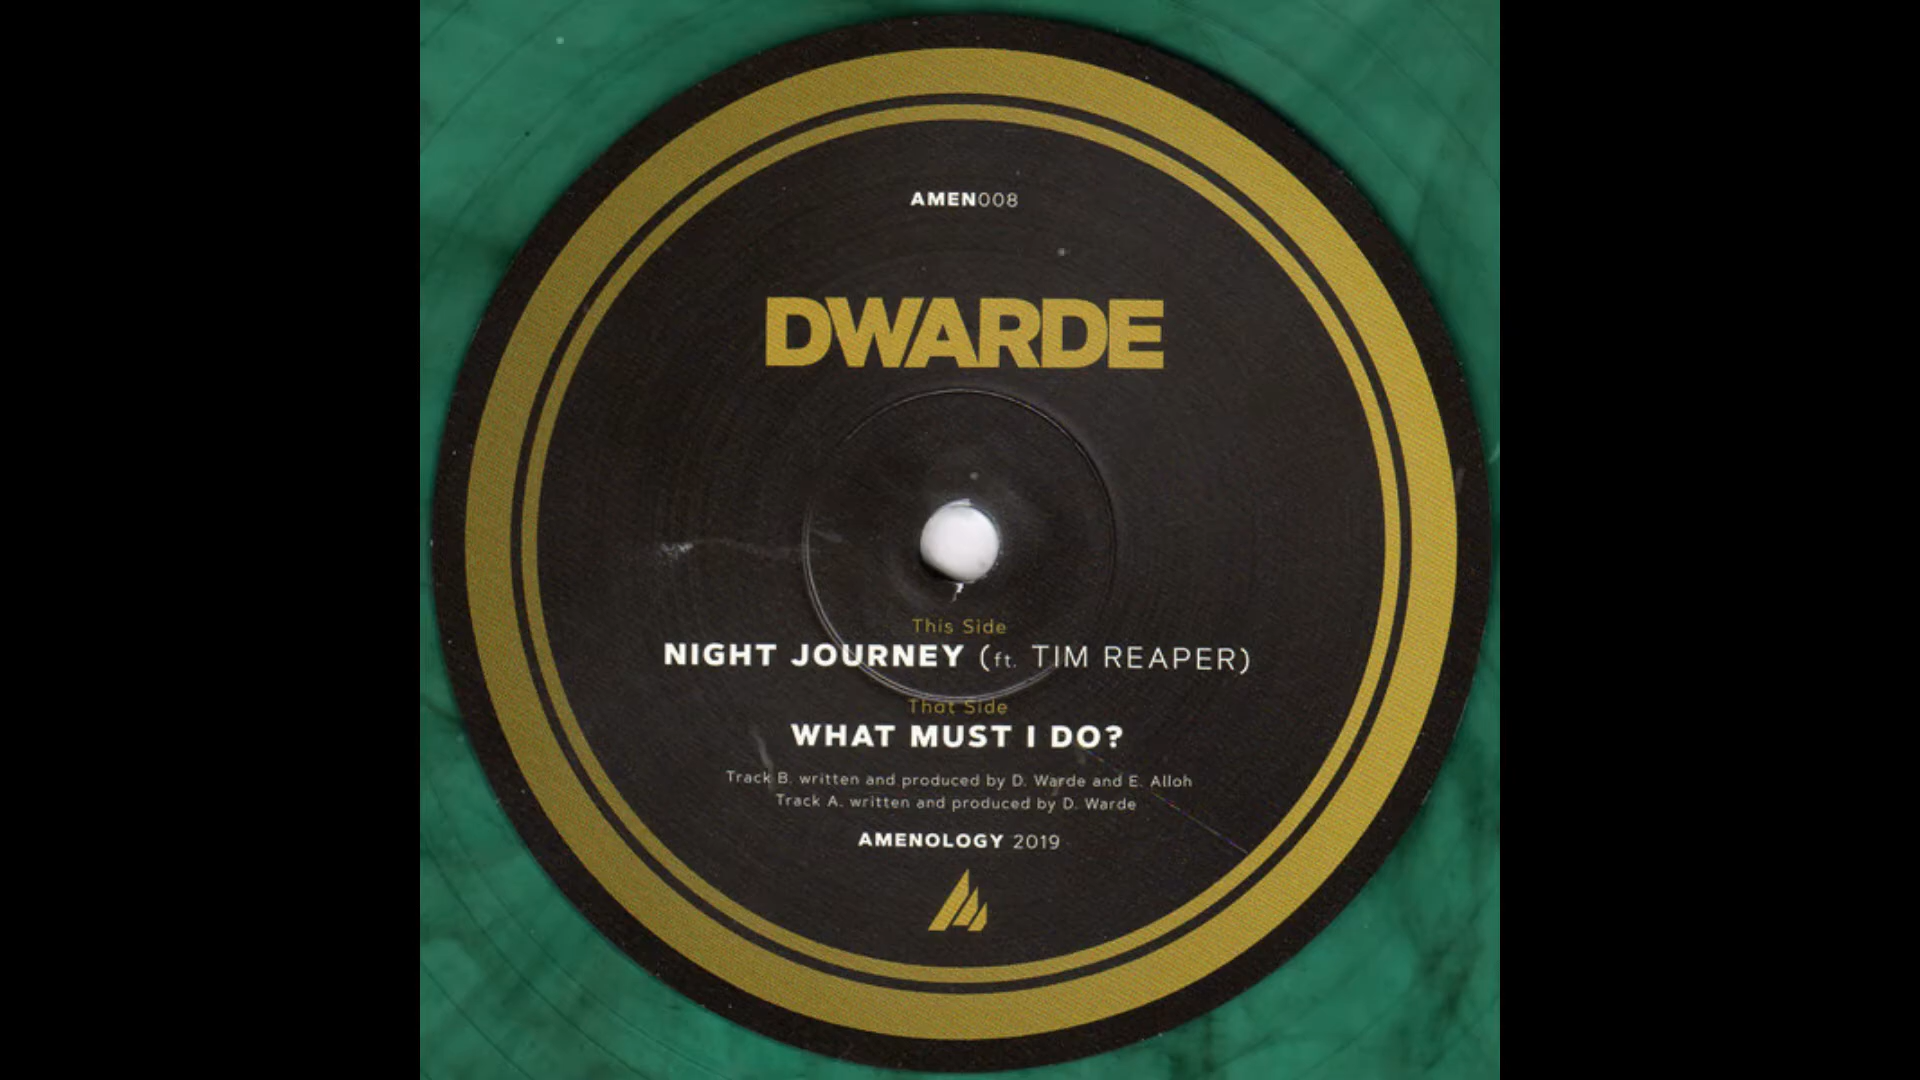 AMEN008
DWARDE
This Side
NIGHT JOURNEY (ft. TIM REAPER)
That Side
WHAT MUST I DO?
Track B. written and produced by D. Warde and E. Alloh
Track A. written and produced by D. Warde
AMENOLOGY 2019